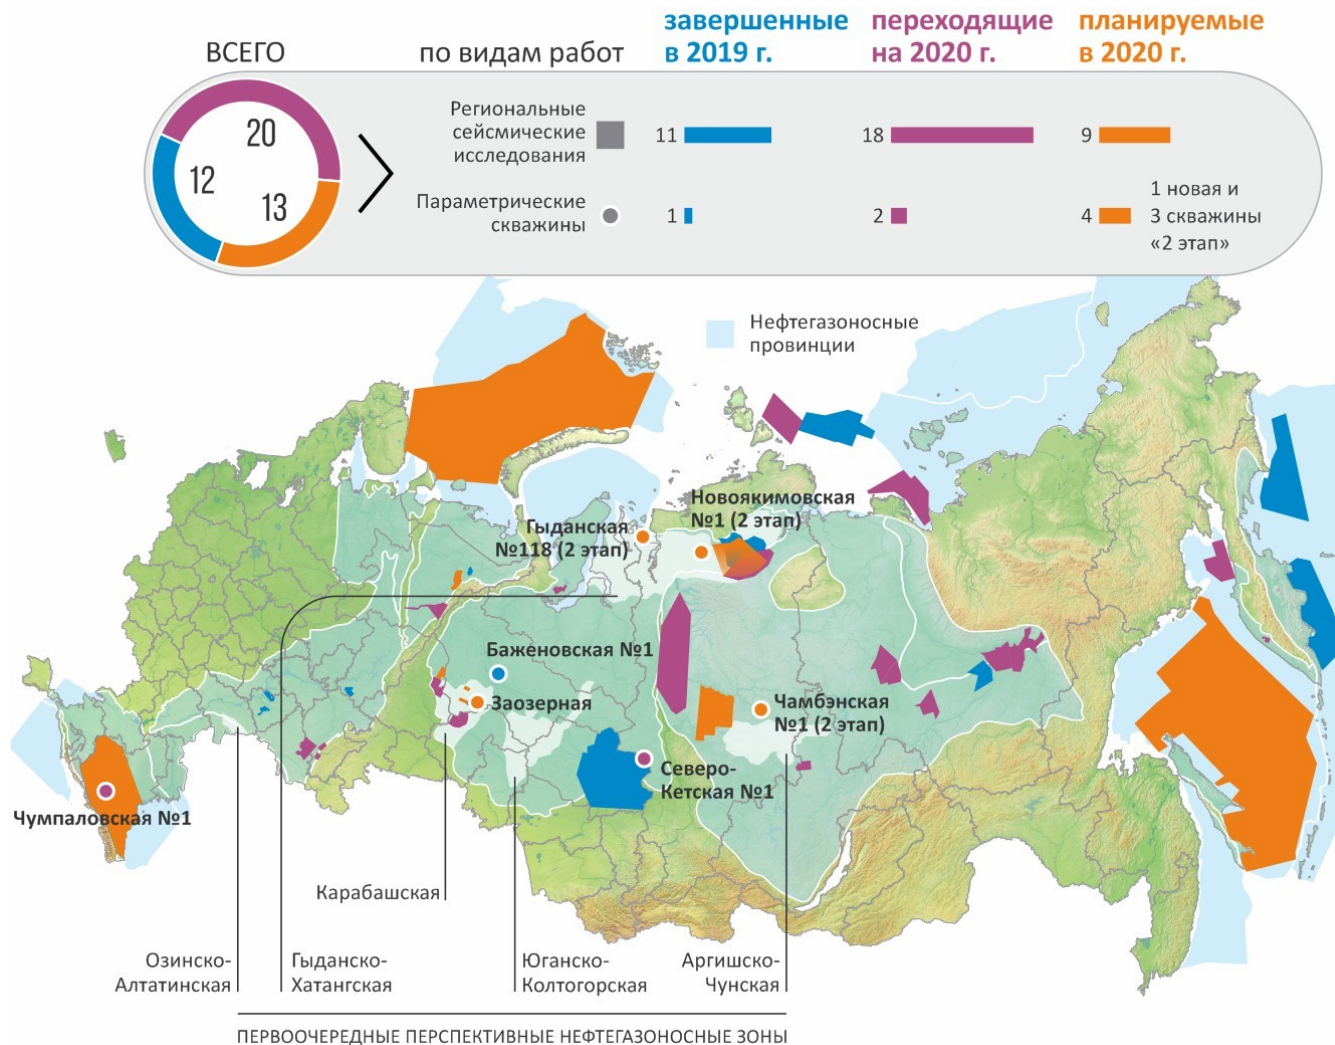 ВСЕГО
по видам работ
завершенные
в 2019 г.
переходящие
на 2020 г.
планируемые
в 2020 г.
20
12
13
Региональные
сейсмические
исследования
11
18
9
Параметрические
скважины
1
2
4
1 новая и
3 скважины
«2 этап»
Нефтегазоносные
провинции
Новоякимовская
№1 (2 этап)
Гыданская
№118 (2 этап)
Баженовская №1
Заозерная
Чамбэнская
№1 (2 этап)
Северо-
Кетская №1
Чумпаловская №1
Карабашская
Озинско-
Алтатинская
Гыданско-
Хатангская
Юганско-
Колтогорская
Аргишско-
Чунская
ПЕРВООЧЕРЕДНЫЕ ПЕРСПЕКТИВНЫЕ НЕФТЕГАЗОНОСНЫЕ ЗОНЫ